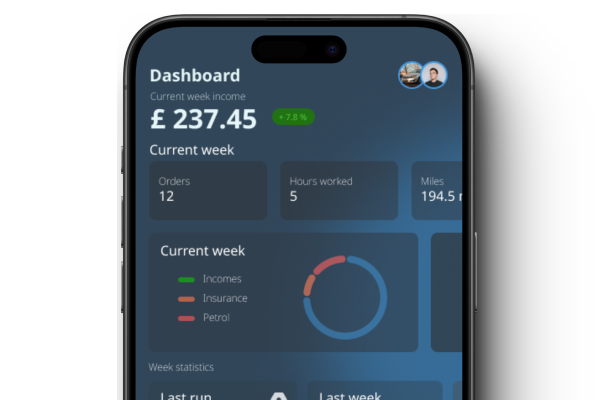 Dashboard
Current week income
£ 237.45
+ 7.8 %
Current week
Orders
12
Hours worked
5
Miles
194.5
Current week
Incomes
Insurance
Petrol
Week statistics
Last run
Last week